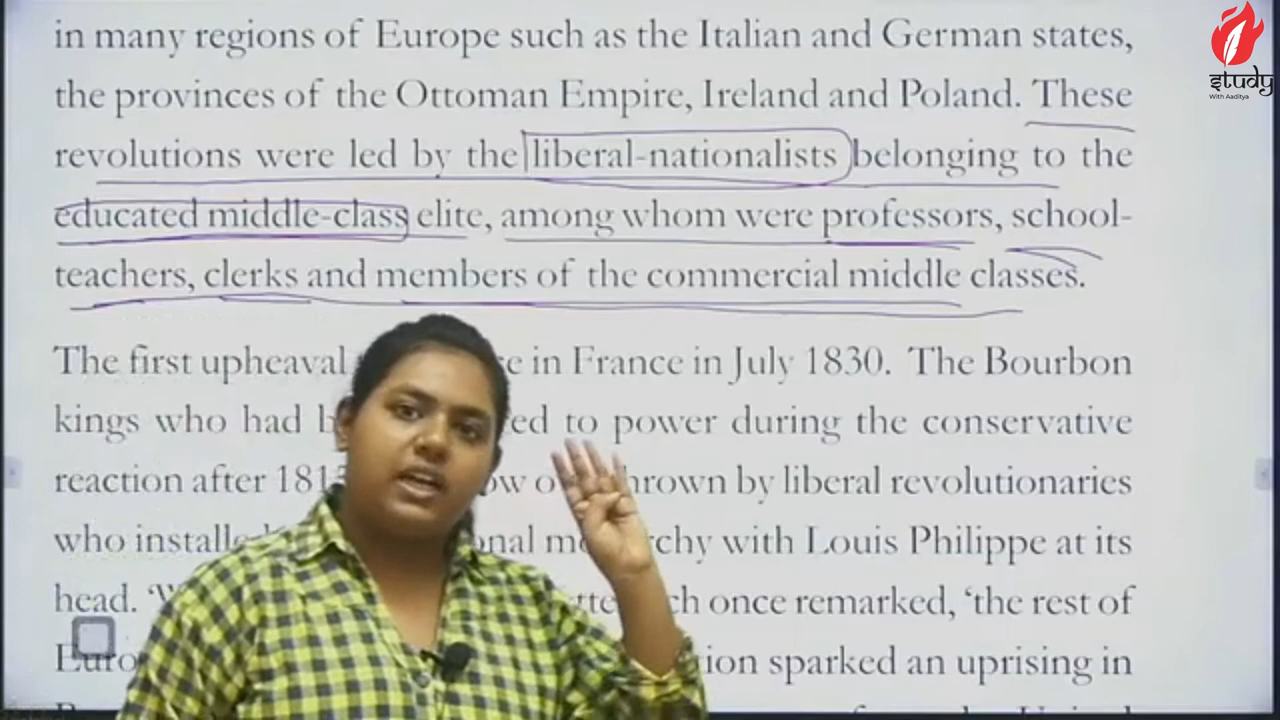 in many regions of Europe such as the Italian and German states,
the provinces of the Ottoman Empire, Ireland and Poland. These
revolutions were led by the liberal-nationalists belonging to the
educated middle-class elite, among whom were professors, school-
teachers, clerks and members of the commercial middle classes.
The first upheaval in France in July 1830. The Bourbon
kings who had to power during the conservative
reaction after by liberal revolutionaries
who with Louis Philippe at its
head. once remarked, ‘the rest of
sparked an uprising in
study
With Aaditya